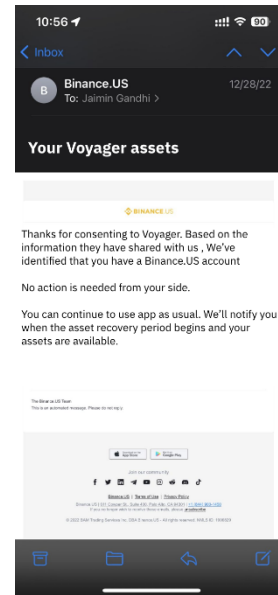 10:56
90
Inbox
B
Binance.US
12/28/22
To: Jaimin Gandhi >
Your Voyager assets
BINANCE.US
Thanks for consenting to Voyager. Based on the
information they have shared with us , We've
identified that you have a Binance.US account
No action is needed from your side.
You can continue to use app as usual. We'll notify you
when the asset recovery period begins and your
assets are available.
The Binance.US Team
This is an automated message. Please do not reply
App Store
Google Play
Join our community
Binance.US | Terms of Use | Privacy Policy